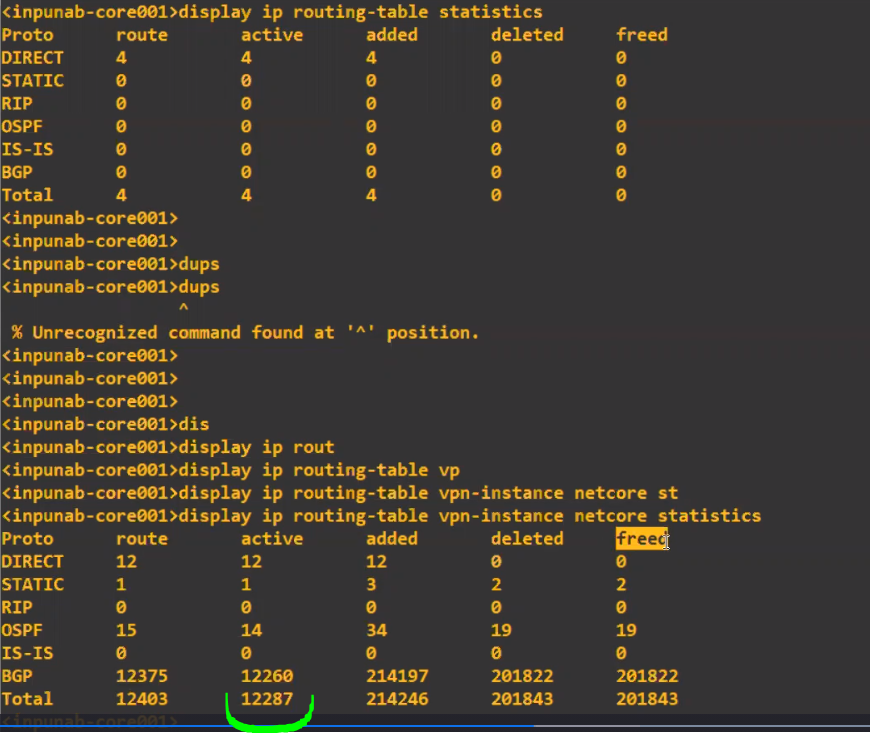 <inpunab-core001>display ip routing-table statistics
Proto route active added deleted freed
DIRECT 4 4 4 0 0
STATIC 0 0 0 0 0
RIP 0 0 0 0 0
OSPF 0 0 0 0 0
IS-IS 0 0 0 0 0
BGP 0 0 0 0 0
Total 4 4 4 0 0
<inpunab-core001>
<inpunab-core001>
<inpunab-core001>dups
<inpunab-core001>dups
^
% Unrecognized command found at '^' position.
<inpunab-core001>
<inpunab-core001>
<inpunab-core001>
<inpunab-core001>dis
<inpunab-core001>display ip rout
<inpunab-core001>display ip routing-table vp
<inpunab-core001>display ip routing-table vpn-instance netcore st
<inpunab-core001>display ip routing-table vpn-instance netcore statistics
Proto route active added deleted freed
DIRECT 12 12 12 0 0
STATIC 1 1 3 2 2
RIP 0 0 0 0 0
OSPF 15 14 34 19 19
IS-IS 0 0 0 0 0
BGP 12375 12260 214197 201822 201822
Total 12403 12287 214246 201843 201843
<inpunab-core001>